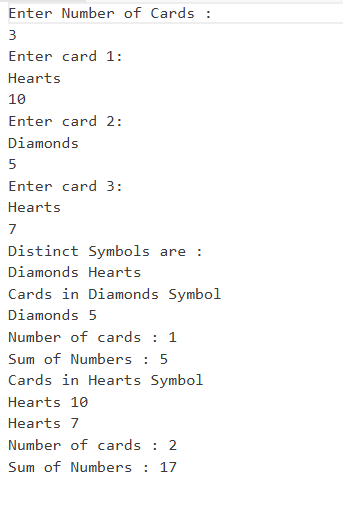 Enter Number of Cards :
3
Enter card 1:
Hearts
10
Enter card 2:
Diamonds
5
Enter card 3:
Hearts
7
Distinct Symbols are :
Diamonds Hearts
Cards in Diamonds Symbol
Diamonds 5
Number of cards : 1
Sum of Numbers : 5
Cards in Hearts Symbol
Hearts 10
Hearts 7
Number of cards : 2
Sum of Numbers : 17